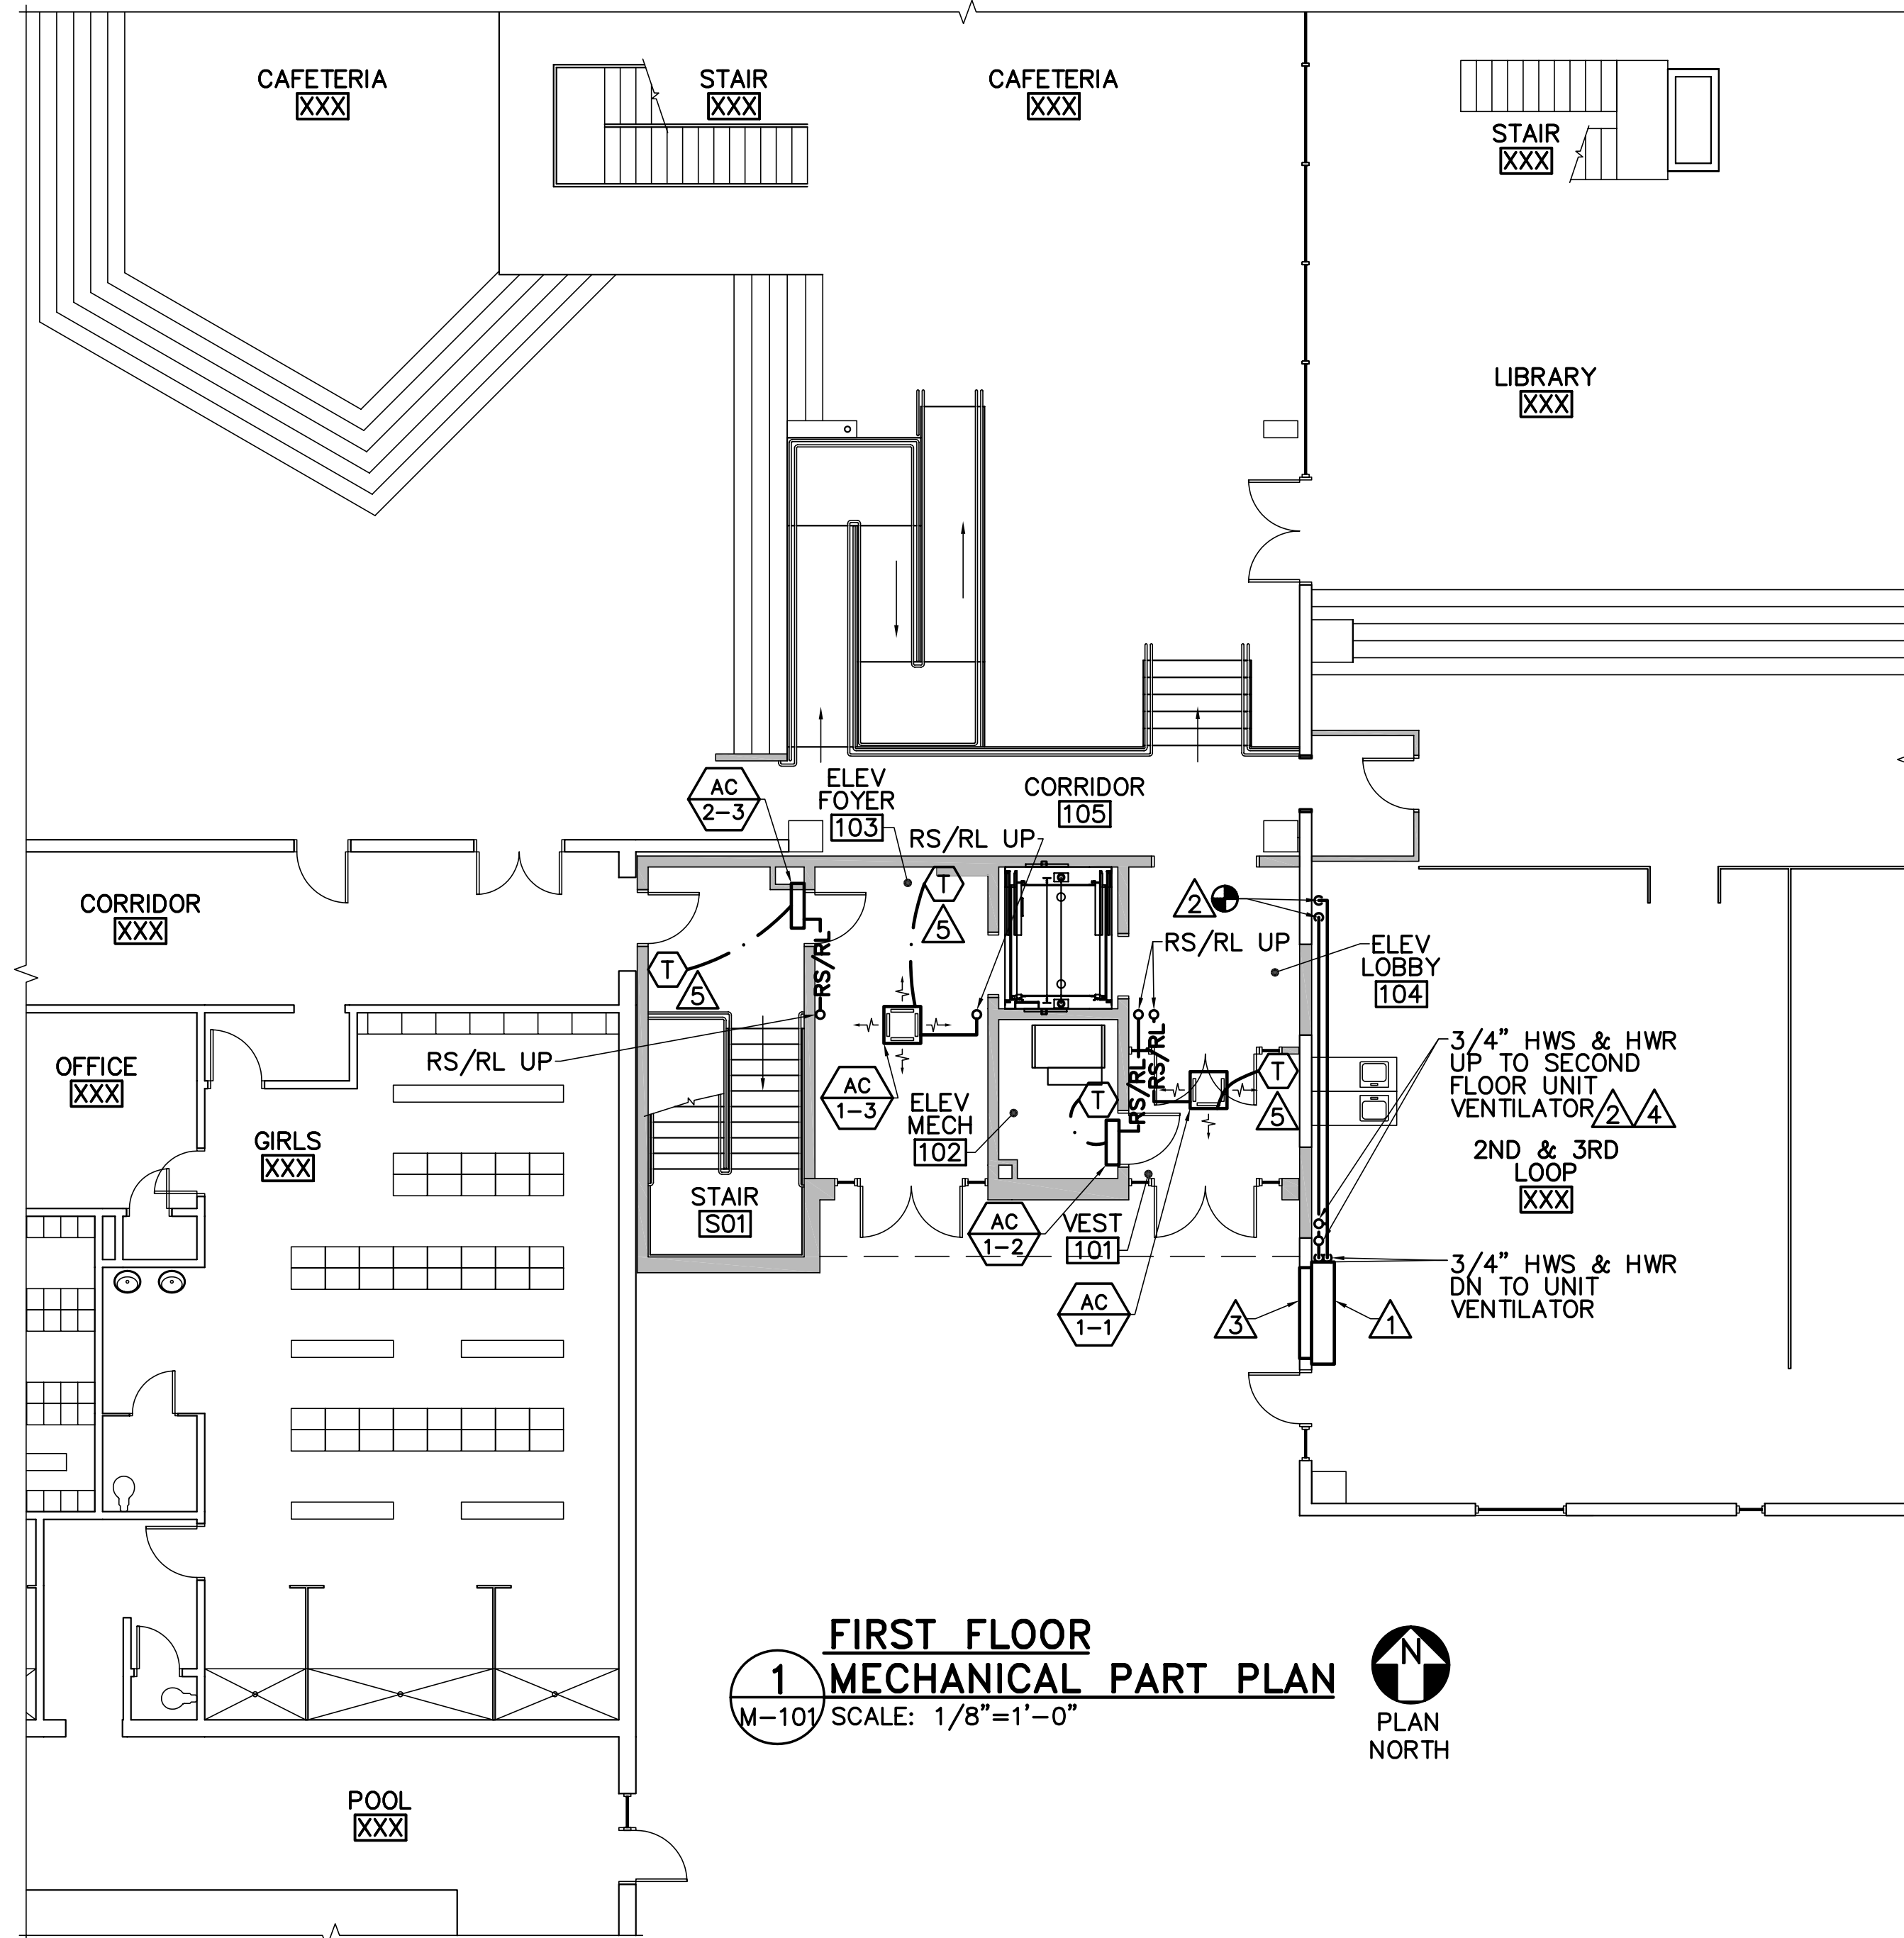 CAFETERIA
XXX
STAIR
XXX
CAFETERIA
XXX
STAIR
XXX
LIBRARY
XXX
AC
2-3
ELEV
FOYER
103
RS/RL UP
CORRIDOR
105
CORRIDOR
XXX
T
5
RS/RL
T
5
2
RS/RL UP
ELEV
LOBBY
104
OFFICE
XXX
RS/RL UP
GIRLS
XXX
AC
1-3
ELEV
MECH
102
T
RS/RL
RS/RL
T
5
3/4" HWS & HWR
UP TO SECOND
FLOOR UNIT
VENTILATOR 2 4
2ND & 3RD
LOOP
XXX
STAIR
S01
AC
1-2
VEST
101
AC
1-1
3/4" HWS & HWR
DN TO UNIT
VENTILATOR
3
1
1
M-101
FIRST FLOOR
MECHANICAL PART PLAN
SCALE: 1/8"=1'-0"
N
PLAN
NORTH
POOL
XXX